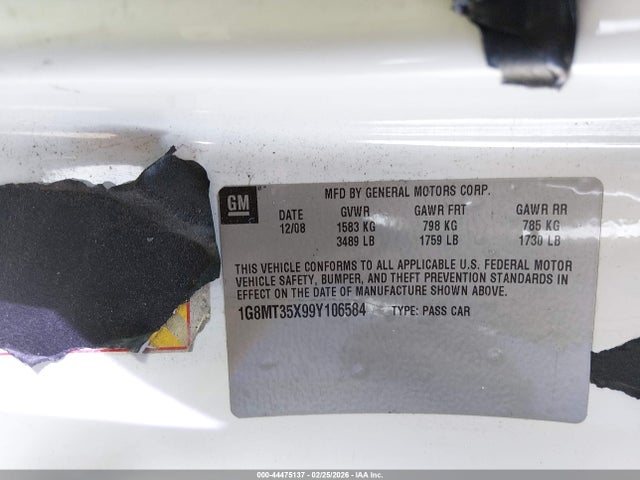 GM
MFD BY GENERAL MOTORS CORP.
DATE GVWR GAWR FRT GAWR RR
12/08 1583 KG 798 KG 785 KG
3489 LB 1759 LB 1730 LB
THIS VEHICLE CONFORMS TO ALL APPLICABLE U.S. FEDERAL MOTOR
VEHICLE SAFETY, BUMPER, AND THEFT PREVENTION STANDARDS IN
EFFECT ON THE DATE OF MANUFACTURE SHOWN ABOVE.
1G8MT35X99Y106584 TYPE: PASS CAR
000-44475137 - 02/25/2026 - IAA Inc.